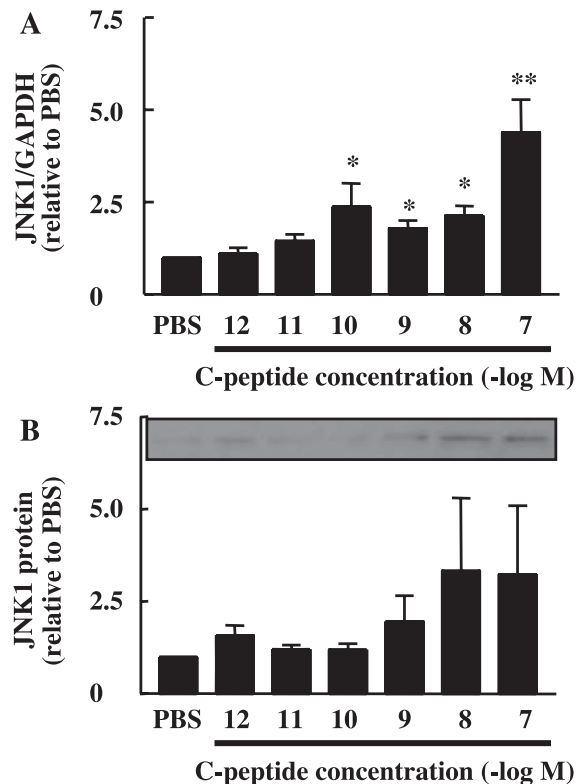 A
JNK1/GAPDH
(relative to PBS)
7.5
5.0
2.5
0
*
*
*
**
PBS 12 11 10 9 8 7
C-peptide concentration (-log M)
B
JNK1 protein
(relative to PBS)
7.5
5.0
2.5
0
PBS 12 11 10 9 8 7
C-peptide concentration (-log M)